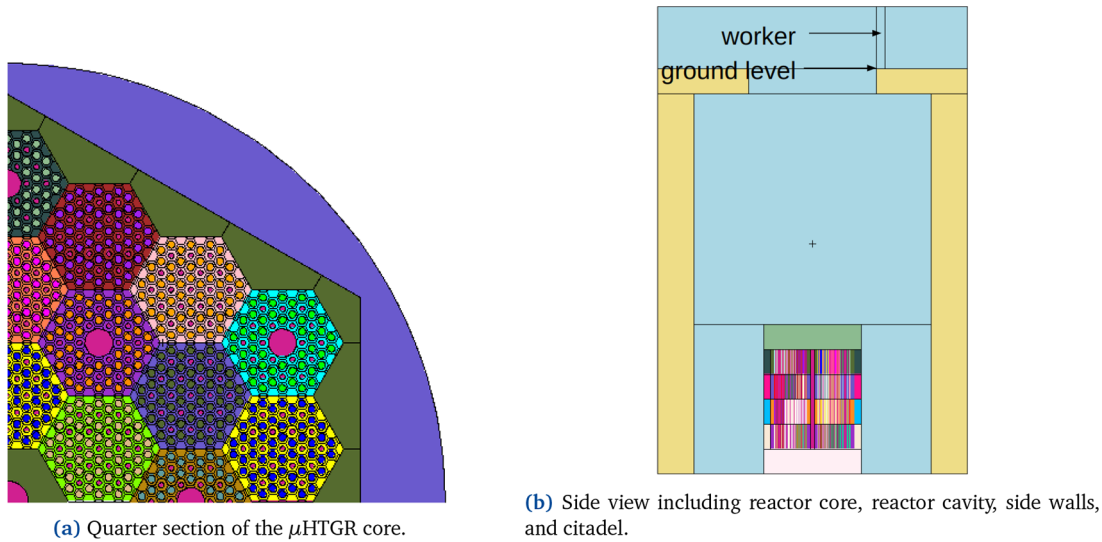 worker
ground level
(a) Quarter section of the μHTGR core.
(b) Side view including reactor core, reactor cavity, side walls,
and citadel.